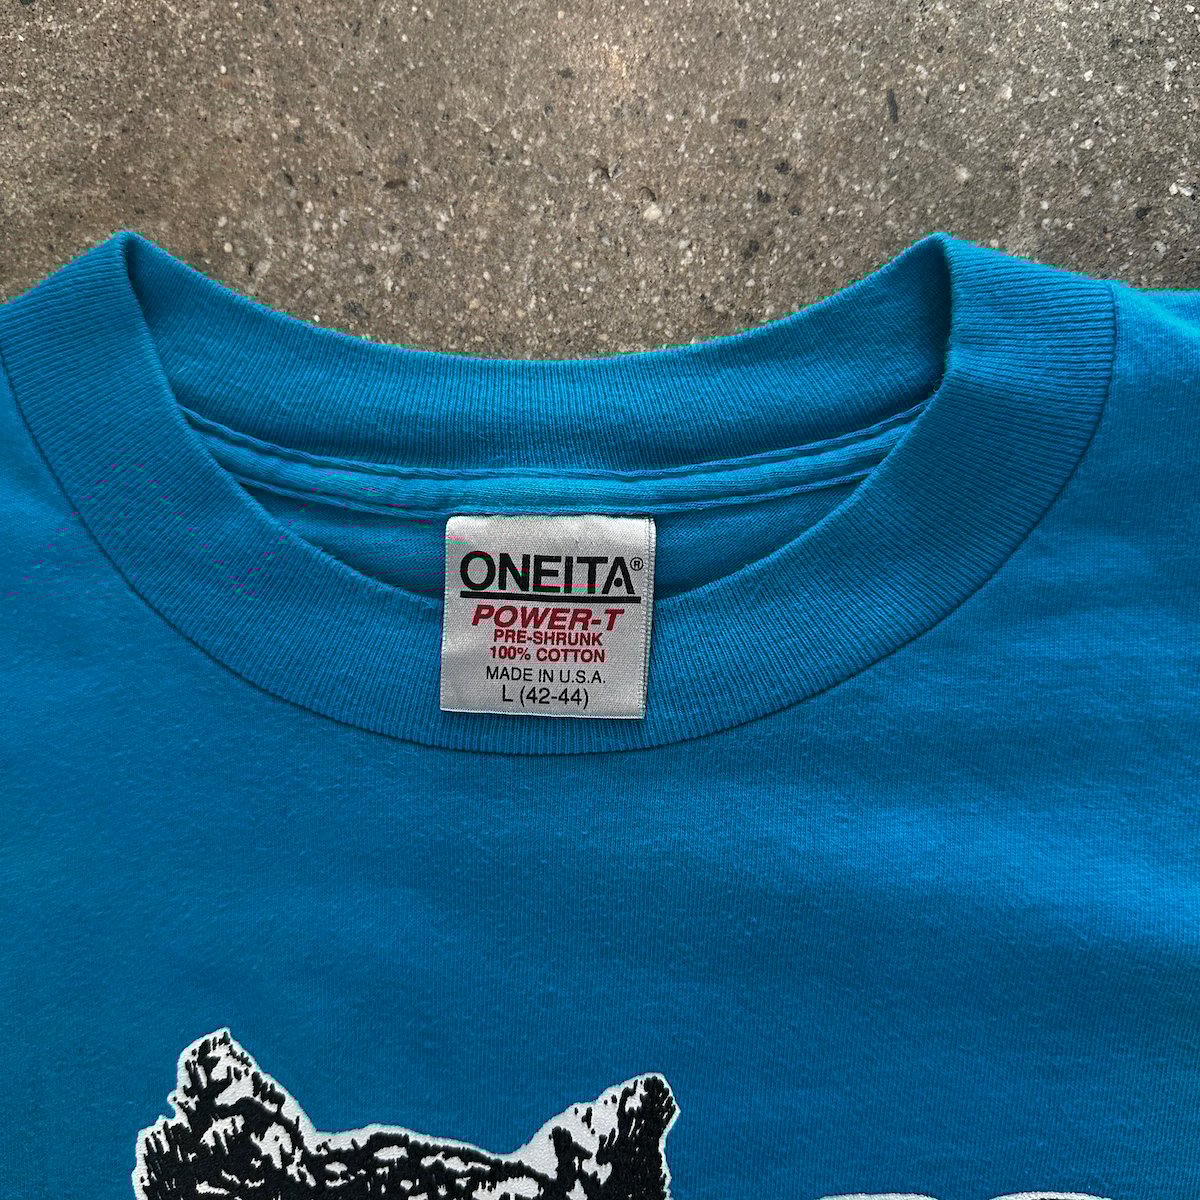 ONEITA®
POWER-T
PRE-SHRUNK
100% COTTON
MADE IN U.S.A.
L (42-44)